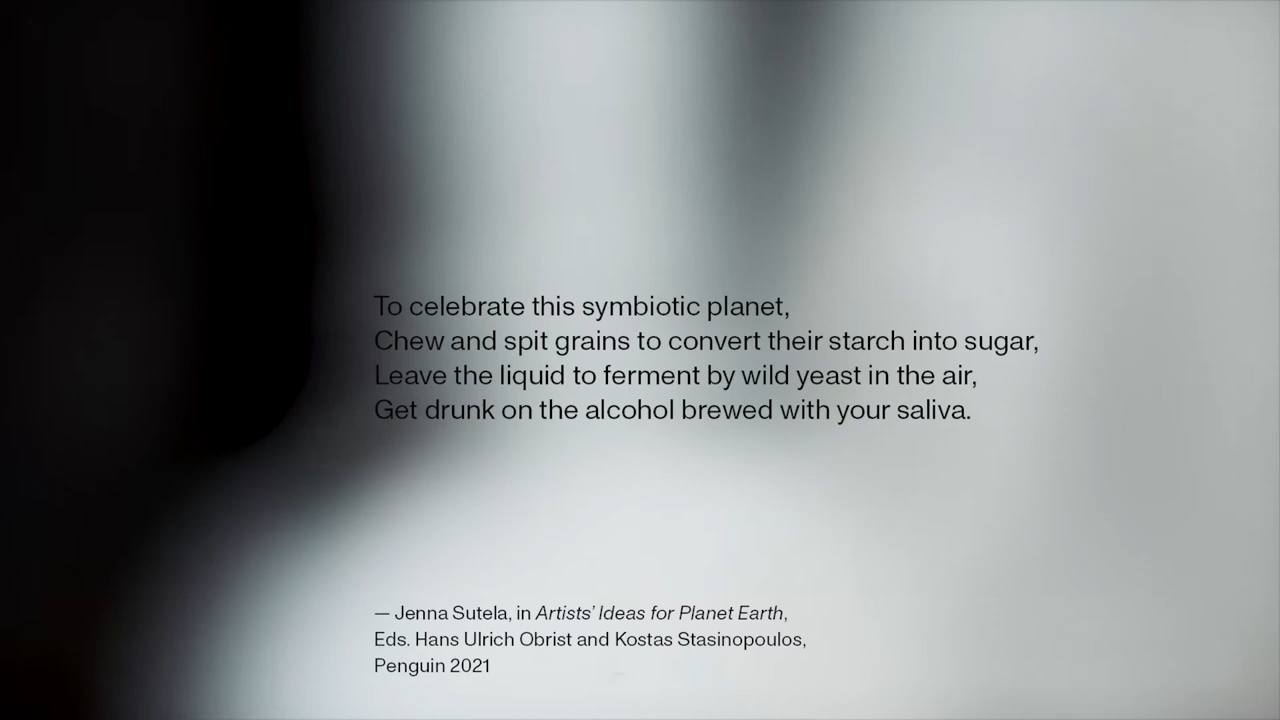 To celebrate this symbiotic planet,
Chew and spit grains to convert their starch into sugar,
Leave the liquid to ferment by wild yeast in the air,
Get drunk on the alcohol brewed with your saliva.
— Jenna Sutela, in Artists’ Ideas for Planet Earth,
Eds. Hans Ulrich Obrist and Kostas Stasinopoulos,
Penguin 2021